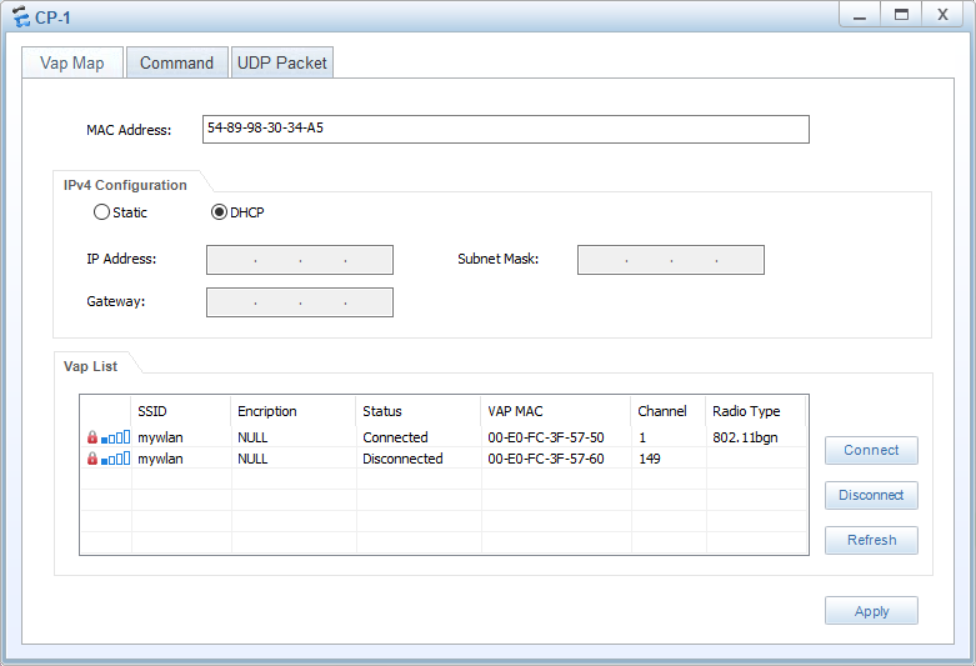 CP-1
Vap Map Command UDP Packet
MAC Address: 54-89-98-30-34-A5
IPv4 Configuration
Static DHCP
IP Address: . . . Subnet Mask: . . .
Gateway: . . .
Vap List
SSID Encription Status VAP MAC Channel Radio Type
mywlan NULL Connected 00-E0-FC-3F-57-50 1 802.11bgn
mywlan NULL Disconnected 00-E0-FC-3F-57-60 149
Connect
Disconnect
Refresh
Apply